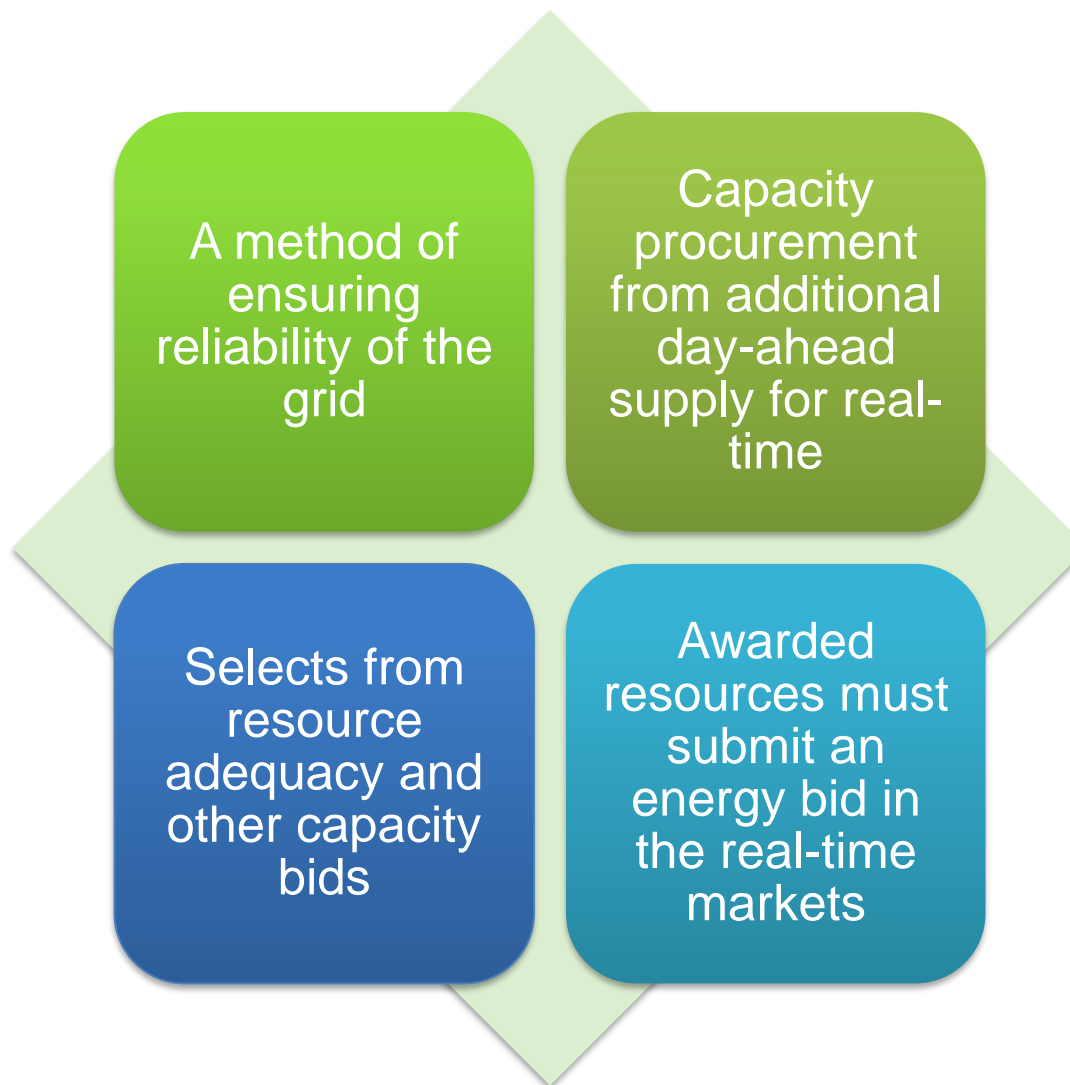 A method of
ensuring
reliability of the
grid
Capacity
procurement
from additional
day-ahead
supply for real-
time
Selects from
resource
adequacy and
other capacity
bids
Awarded
resources must
submit an
energy bid in
the real-time
markets